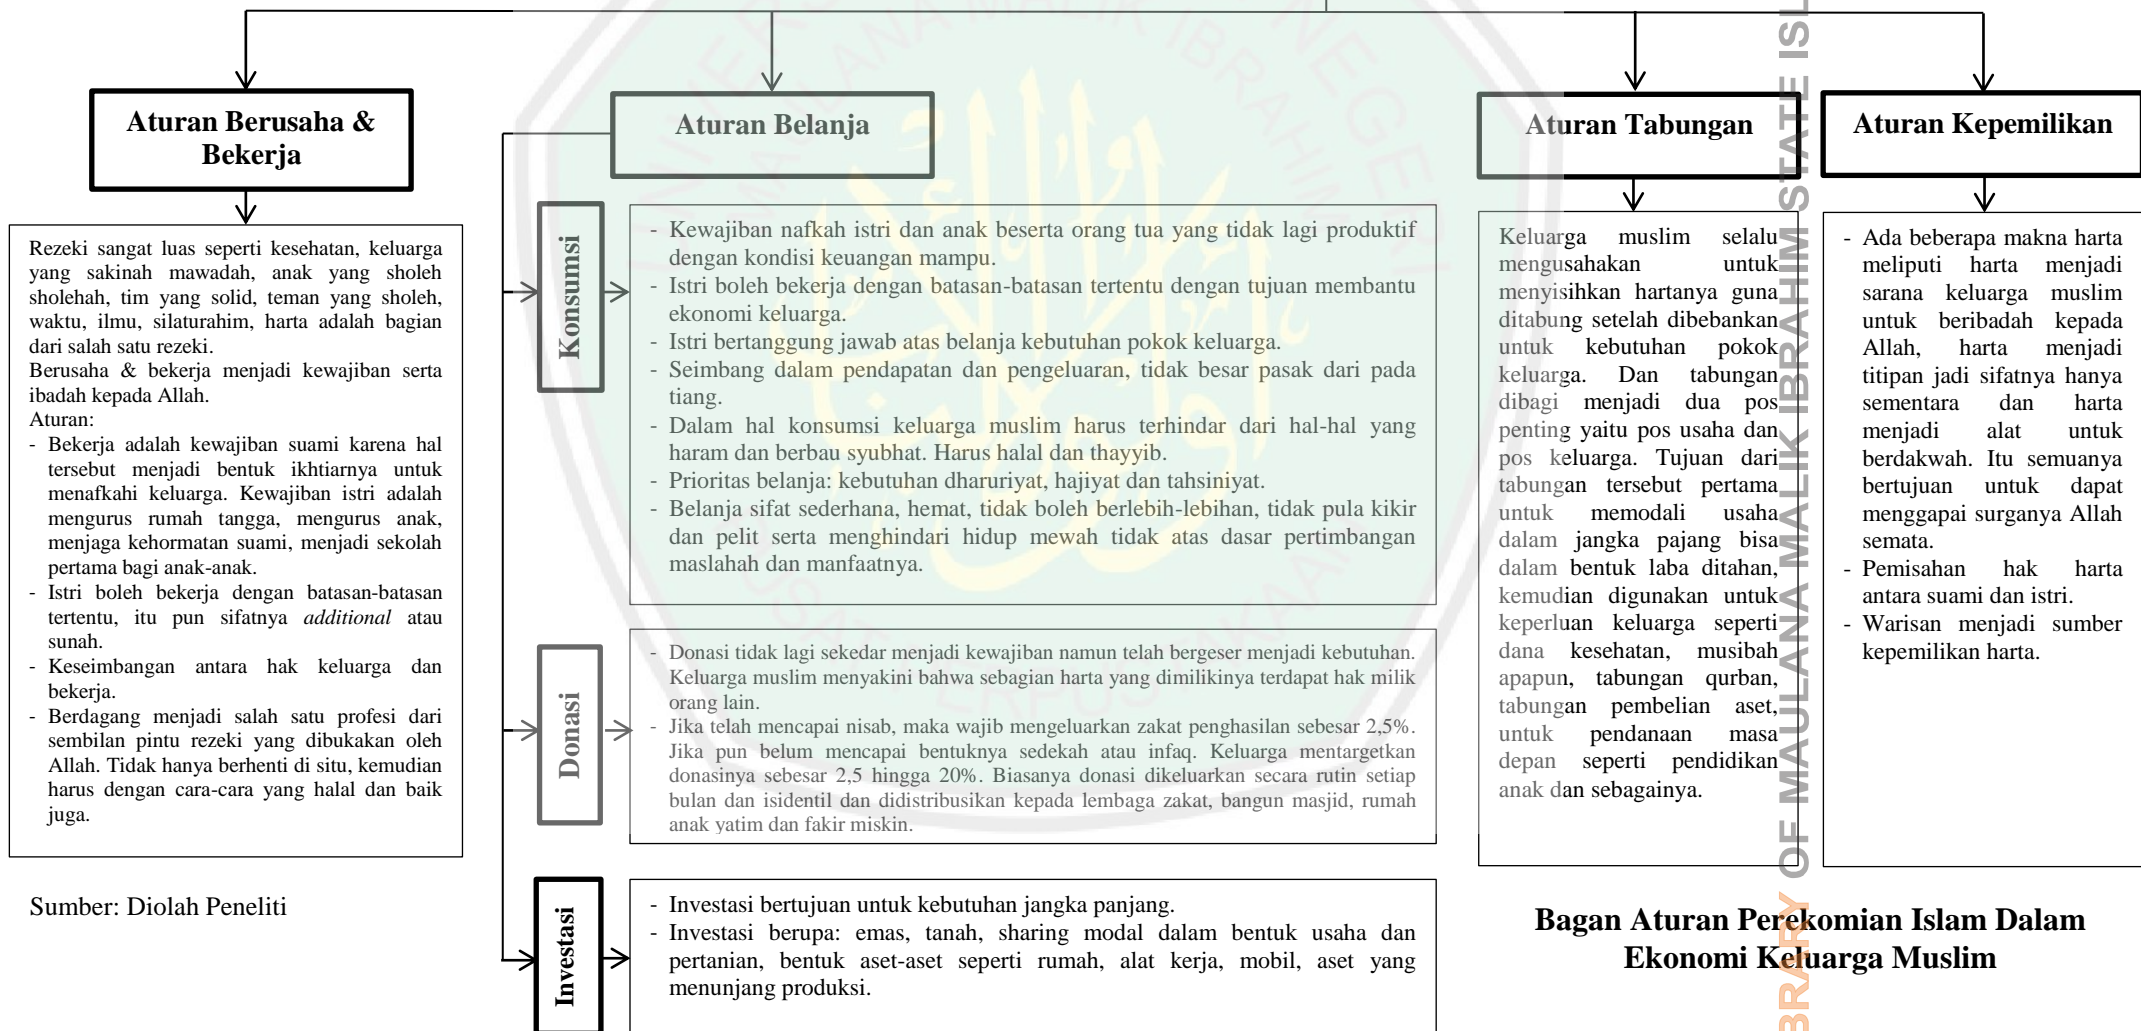 Aturan Berusaha &
Bekerja
Rezeki sangat luas seperti kesehatan, keluarga
yang sakinah mawadah, anak yang sholeh
sholehah, tim yang solid, teman yang sholeh,
waktu, ilmu, silaturahim, harta adalah bagian
dari salah satu rezeki.
Berusaha & bekerja menjadi kewajiban serta
ibadah kepada Allah.
Aturan:
- Bekerja adalah kewajiban suami karena hal
tersebut menjadi bentuk ikhtiarnya untuk
menafkahi keluarga. Kewajiban istri adalah
mengurus rumah tangga, mengurus anak,
menjaga kehormatan suami, menjadi sekolah
pertama bagi anak-anak.
- Istri boleh bekerja dengan batasan-batasan
tertentu, itu pun sifatnya additional atau
sunah.
- Keseimbangan antara hak keluarga dan
bekerja.
- Berdagang menjadi salah satu profesi dari
sembilan pintu rezeki yang dibukakan oleh
Allah. Tidak hanya berhenti di situ, kemudian
harus dengan cara-cara yang halal dan baik
juga.
Sumber: Diolah Peneliti
Aturan Belanja
Konsumsi
- Kewajiban nafkah istri dan anak beserta orang tua yang tidak lagi produktif
dengan kondisi keuangan mampu.
- Istri boleh bekerja dengan batasan-batasan tertentu dengan tujuan membantu
ekonomi keluarga.
- Istri bertanggung jawab atas belanja kebutuhan pokok keluarga.
- Seimbang dalam pendapatan dan pengeluaran, tidak besar pasak dari pada
tiang.
- Dalam hal konsumsi keluarga muslim harus terhindar dari hal-hal yang
haram dan berbau syubhat. Harus halal dan thayyib.
- Prioritas belanja: kebutuhan dharuriyat, hajiyat dan tahsiniyat.
- Belanja sifat sederhana, hemat, tidak boleh berlebih-lebihan, tidak pula kikir
dan pelit serta menghindari hidup mewah tidak atas dasar pertimbangan
maslahah dan manfaatnya.
Donasi
- Donasi tidak lagi sekedar menjadi kewajiban namun telah bergeser menjadi kebutuhan.
Keluarga muslim menyakini bahwa sebagian harta yang dimilikinya terdapat hak milik
orang lain.
- Jika telah mencapai nisab, maka wajib mengeluarkan zakat penghasilan sebesar 2,5%.
Jika pun belum mencapai bentuknya sedekah atau infaq. Keluarga mentargetkan
donasinya sebesar 2,5 hingga 20%. Biasanya donasi dikeluarkan secara rutin setiap
bulan dan isidentil dan didistribusikan kepada lembaga zakat, bangun masjid, rumah
anak yatim dan fakir miskin.
Investasi
- Investasi bertujuan untuk kebutuhan jangka panjang.
- Investasi berupa: emas, tanah, sharing modal dalam bentuk usaha dan
pertanian, bentuk aset-aset seperti rumah, alat kerja, mobil, aset yang
menunjang produksi.
Aturan Tabungan
Keluarga muslim selalu
mengusahakan untuk
menyisihkan hartanya guna
ditabung setelah dibebankan
untuk kebutuhan pokok
keluarga. Dan tabungan
dibagi menjadi dua pos
penting yaitu pos usaha dan
pos keluarga. Tujuan dari
tabungan tersebut pertama
untuk memodali usaha
dalam jangka pajang bisa
dalam bentuk laba ditahan,
kemudian digunakan untuk
keperluan keluarga seperti
dana kesehatan, musibah
apapun, tabungan qurban,
tabungan pembelian aset,
untuk pendanaan masa
depan seperti pendidikan
anak dan sebagainya.
Aturan Kepemilikan
- Ada beberapa makna harta
meliputi harta menjadi
sarana keluarga muslim
untuk beribadah kepada
Allah, harta menjadi
titipan jadi sifatnya hanya
sementara dan harta
menjadi alat untuk
berdakwah. Itu semuanya
bertujuan untuk dapat
menggapai surganya Allah
semata.
- Pemisahan hak harta
antara suami dan istri.
- Warisan menjadi sumber
kepemilikan harta.
Bagan Aturan Perekomian Islam Dalam
Ekonomi Keluarga Muslim
MAULANA MALIK IBRAHIM
PUSAT PERPUSTAKAAN
OF MAULANA MALIK IBRAHIM STATE